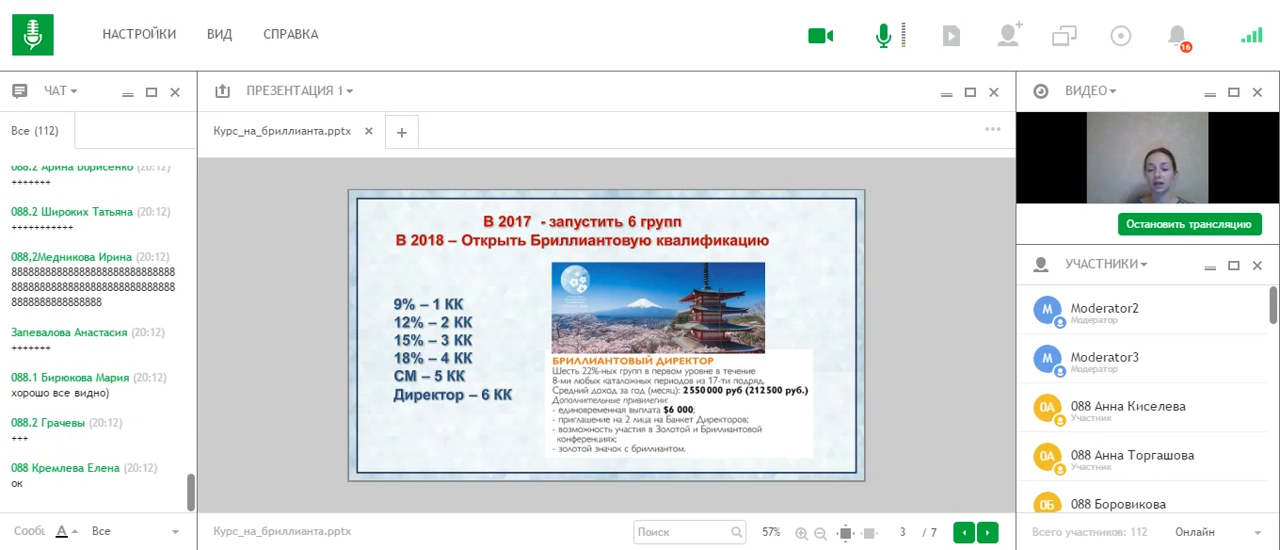 НАСТРОЙКИ ВИД СПРАВКА
16
ЧАТ
Все (112)
088.2 Арина Борисенко (20:12)
+++++++
088.2 Широких Татьяна (20:12)
+++++++++++
088,2Медникова Ирина (20:12)
Запевалова Анастасия (20:12)
+++++++
088.1 Бирюкова Мария (20:12)
хорошо все видно)
088.2 Грачевы (20:12)
+++
088 Кремлева Елена (20:12)
ок
Сообщ A Все
ПРЕЗЕНТАЦИЯ 1
Курс_на_бриллианта.pptx
В 2017 - запустить 6 групп
В 2018 – Открыть Бриллиантовую квалификацию
9% – 1 КК
12% – 2 КК
15% – 3 КК
18% – 4 КК
СМ – 5 КК
Директор – 6 КК
БРИЛЛИАНТОВЫЙ ДИРЕКТОР
Шесть 22%-ных групп в первом уровне в течение
8-ми любых каталожных периодов из 17-ти подряд.
Средний доход за год (месяц): 2 550 000 руб (212 500 руб.)
Дополнительные привилегии:
- единовременная выплата $6 000;
- приглашение на 2 лица на Банкет Директоров;
- возможность участия в Золотой и Бриллиантовой
конференциях;
- золотой значок с бриллиантом.
Курс_на_бриллианта.pptx Поиск 57% 3 / 7
ВИДЕО
Остановить трансляцию
УЧАСТНИКИ
М Moderator2
Модератор
М Moderator3
Модератор
ОА 088 Анна Киселева
Участник
ОА 088 Анна Торгашова
Участник
ОБ 088 Боровикова
Всего участников: 112 Онлайн